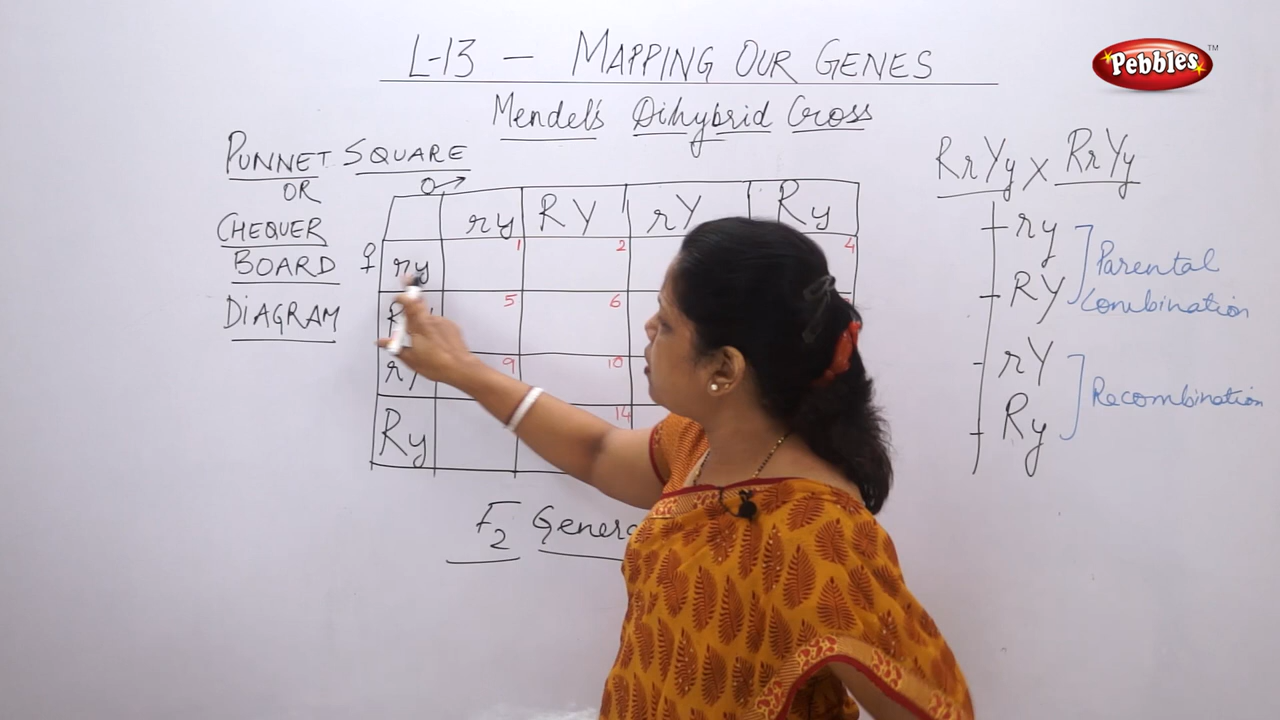 L-13 – MAPPING OUR GENES
Pebbles TM
Mendel's Dihybrid Cross
PUNNET SQUARE
OR
CHEQUER
BOARD
DIAGRAM
♂
ry RY rY Ry
♀ ry 1 2 4
5 6
9 10
Ry 14
F2
RrYy x RrYy
ry
RY
Parental
Combination
rY
Ry
Recombination